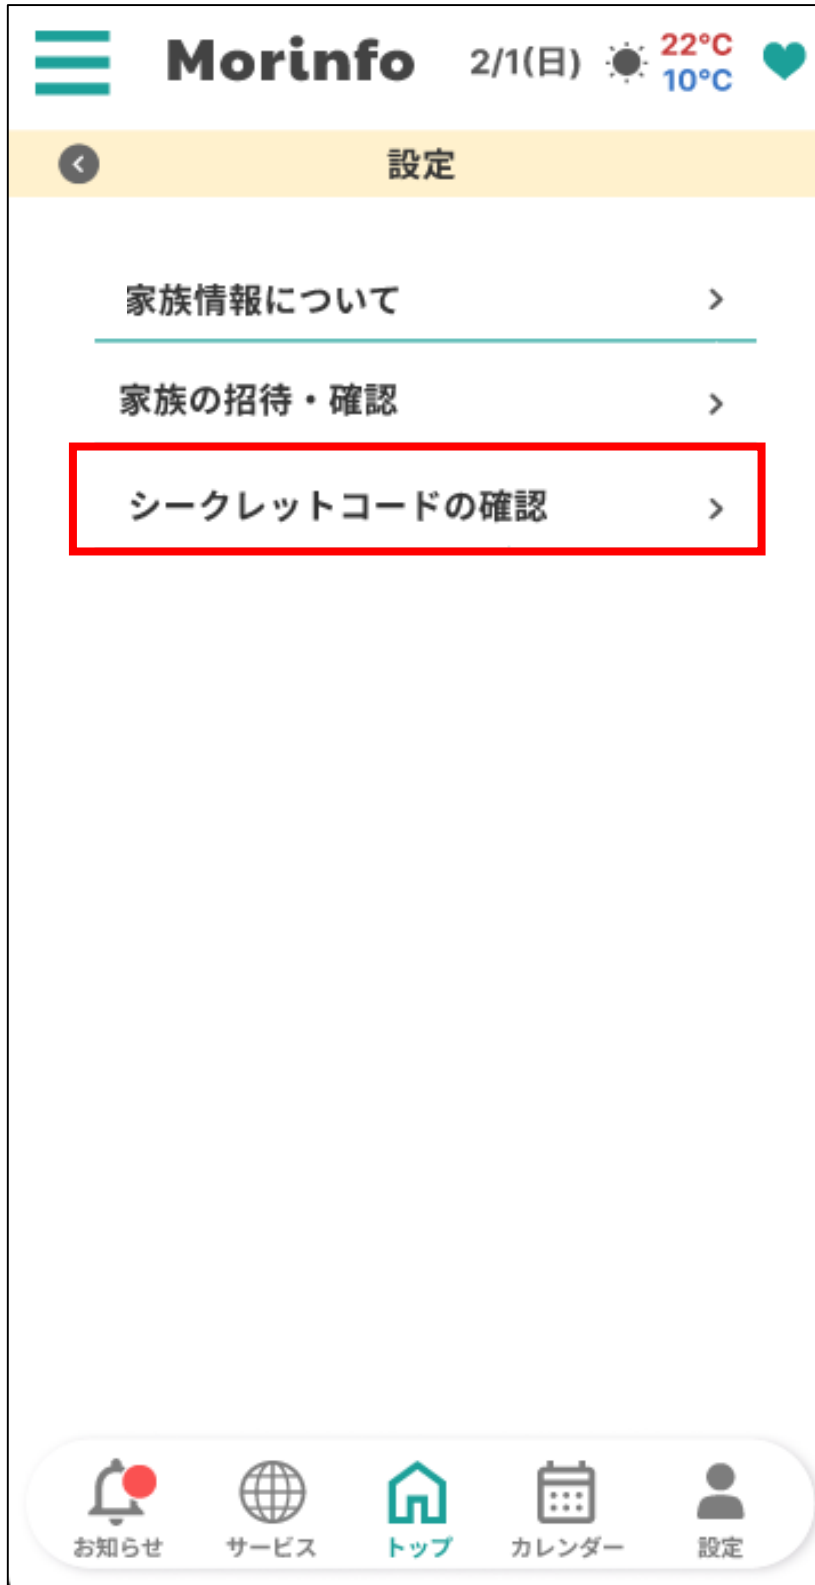 Morinfo 2/1(日) 22°C
10°C
設定
家族情報について
家族の招待・確認
シークレットコードの確認
お知らせ サービス トップ カレンダー 設定